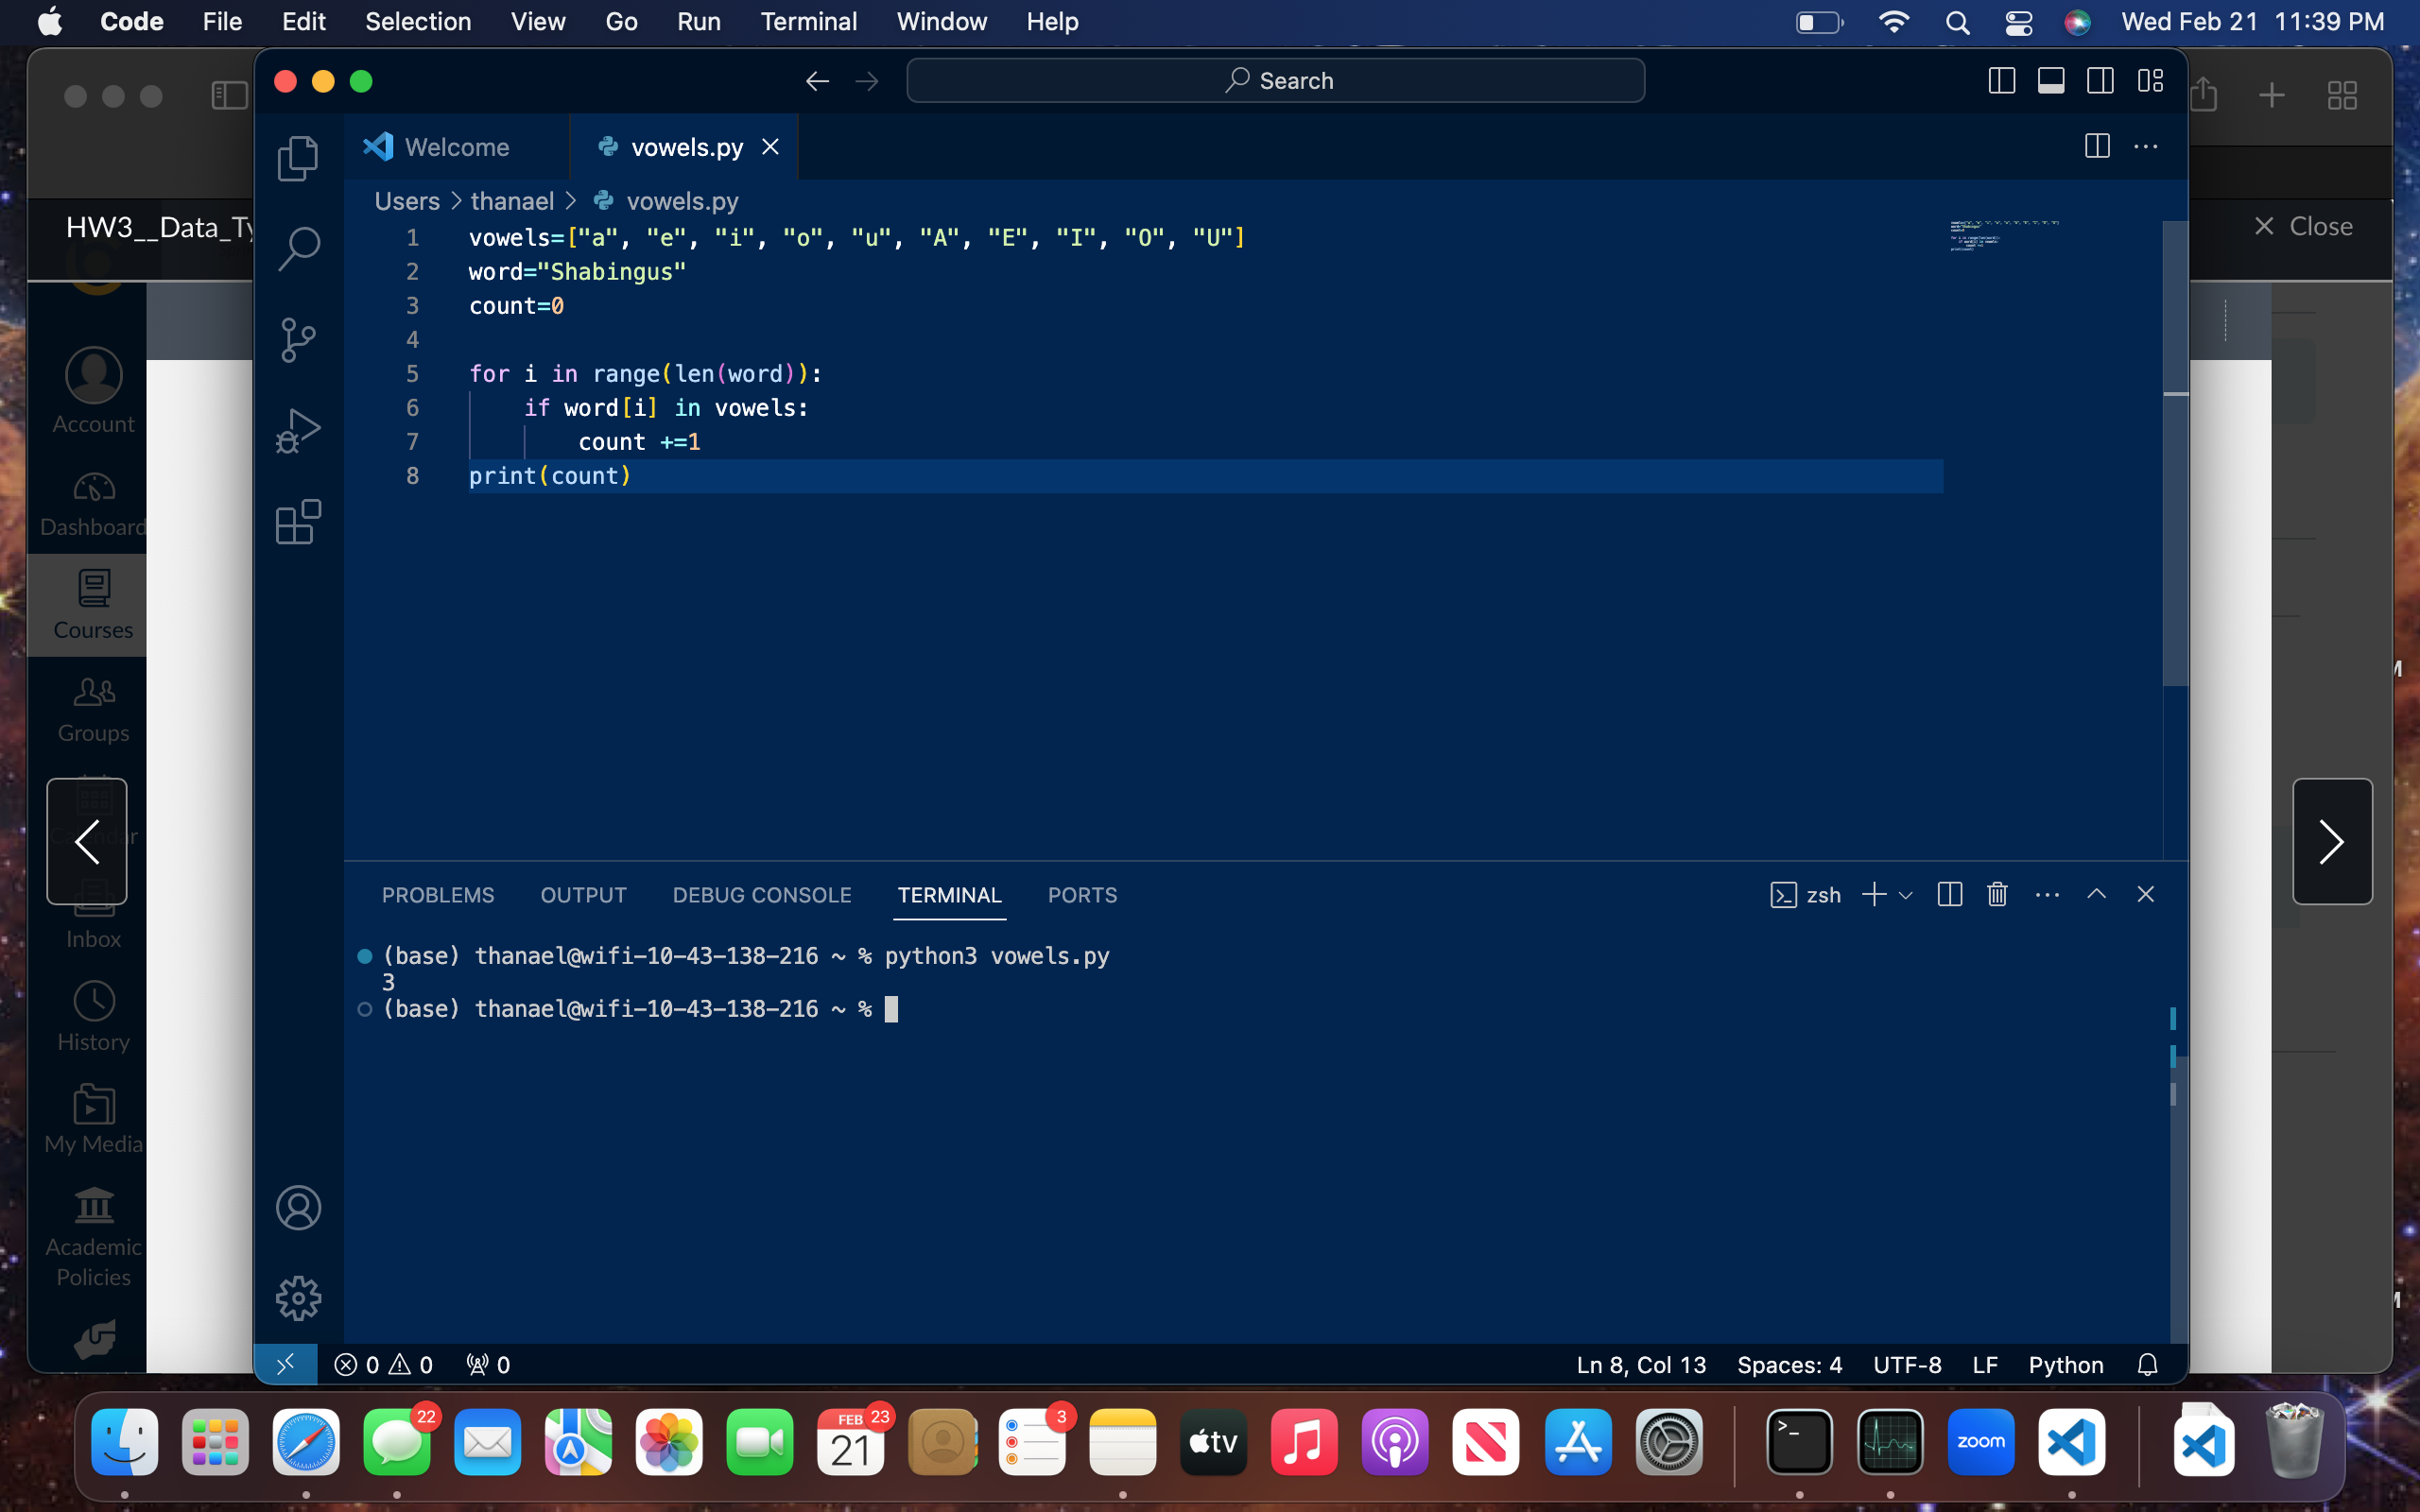 Code File Edit Selection View Go Run Terminal Window Help Wed Feb 21 11:39 PM
Search
Welcome vowels.py
Users > thanael > vowels.py
HW3__Data_Ty
Close
1 vowels=["a", "e", "i", "o", "u", "A", "E", "I", "O", "U"]
2 word="Shabingus"
3 count=0
4
5 for i in range(len(word)):
6 if word[i] in vowels:
7 count +=1
8 print(count)
Account
Dashboard
Courses
Groups
Inbox
History
My Media
Academic
Policies
PROBLEMS OUTPUT DEBUG CONSOLE TERMINAL PORTS zsh
(base) thanael@wifi-10-43-138-216 ~ % python3 vowels.py
3
(base) thanael@wifi-10-43-138-216 ~ %
0 0 0 Ln 8, Col 13 Spaces: 4 UTF-8 LF Python
22 FEB 23 3
21 tv zoom